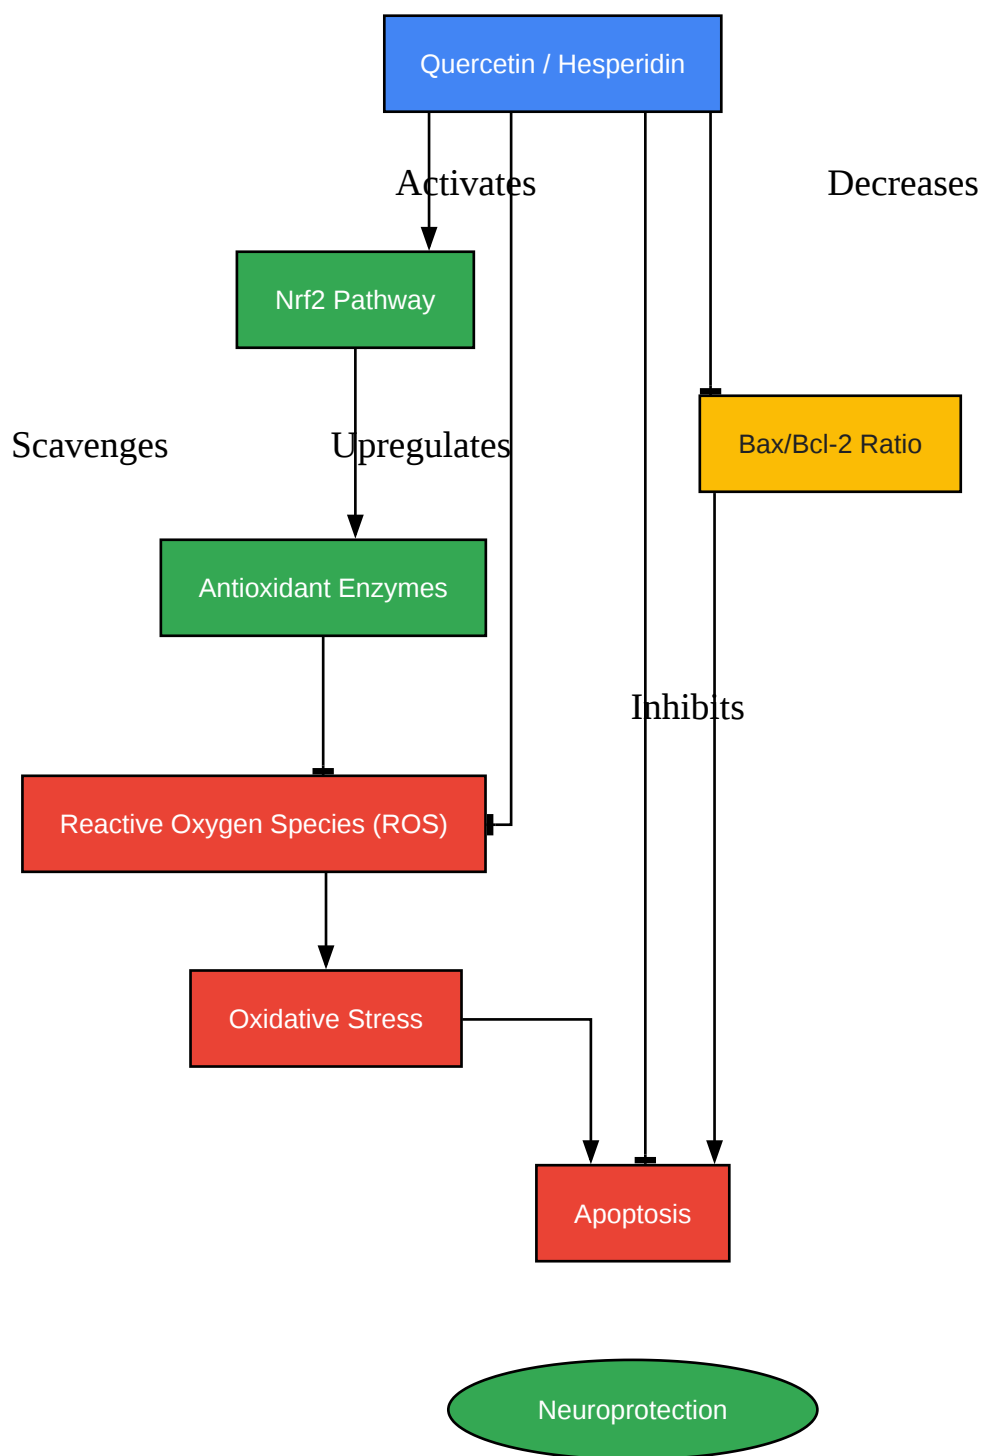 Quercetin / Hesperidin
Activates
Decreases
Nrf2 Pathway
Scavenges
Upregulates
Bax/Bcl-2 Ratio
Antioxidant Enzymes
Inhibits
Reactive Oxygen Species (ROS)
Oxidative Stress
Apoptosis
Neuroprotection